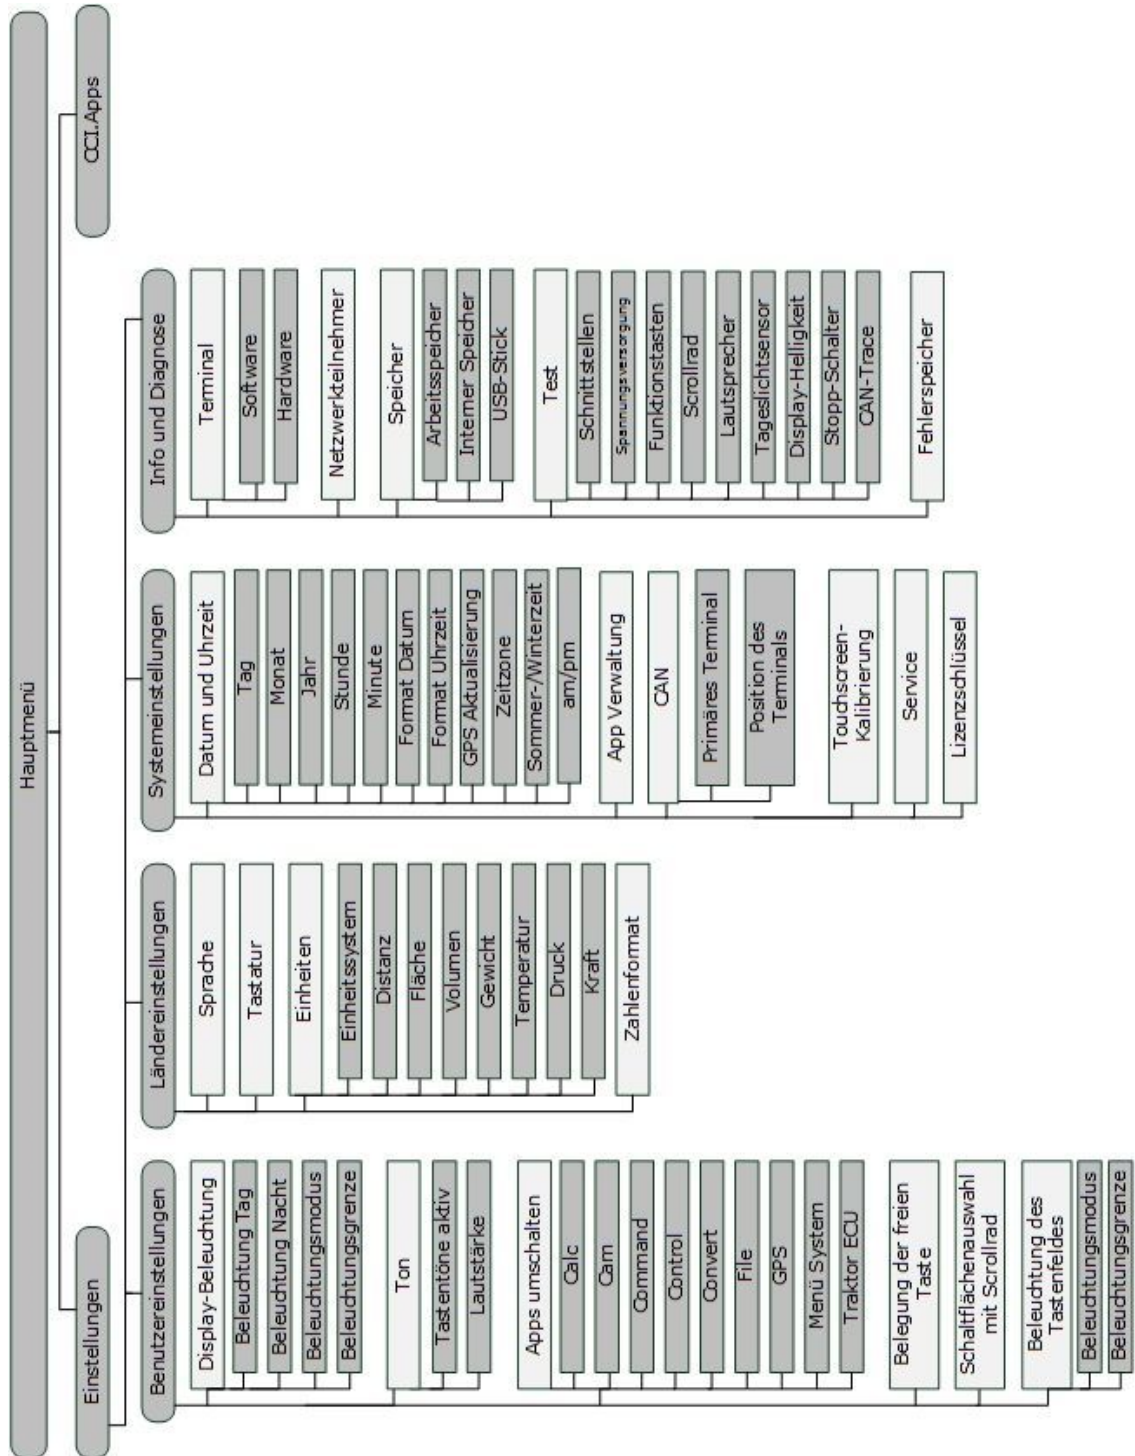 Hauptmenü
Einstellungen
CCI.Apps
Benutzereinstellungen
Display-Beleuchtung
Beleuchtung Tag
Beleuchtung Nacht
Beleuchtungsmodus
Beleuchtungsgrenze
Ton
Tastentöne aktiv
Lautstärke
Apps umschalten
Calc
Cam
Command
Control
Convert
File
GPS
Menü System
Traktor ECU
Belegung der freien
Taste
Schaltflächenauswahl
mit Scrollrad
Beleuchtung des
Tastenfeldes
Beleuchtungsmodus
Beleuchtungsgrenze
Ländereinstellungen
Sprache
Tastatur
Einheiten
Einheitssystem
Distanz
Fläche
Volumen
Gewicht
Temperatur
Druck
Kraft
Zahlenformat
Systemeinstellungen
Datum und Uhrzeit
Tag
Monat
Jahr
Stunde
Minute
Format Datum
Format Uhrzeit
GPS Aktualisierung
Zeitzone
Sommer-/Winterzeit
am/pm
App Verwaltung
CAN
Primäres Terminal
Position des
Terminals
Touchscreen-
Kalibrierung
Service
Lizenzschlüssel
Info und Diagnose
Terminal
Software
Hardware
Netzwerkteilnehmer
Speicher
Arbeitsspeicher
Interner Speicher
USB-Stick
Test
Schnittstellen
Spannungsversorgung
Funktionstasten
Scrollrad
Lautsprecher
Tageslichtsensor
Display-Helligkeit
Stopp-Schalter
CAN-Trace
Fehlerspeicher